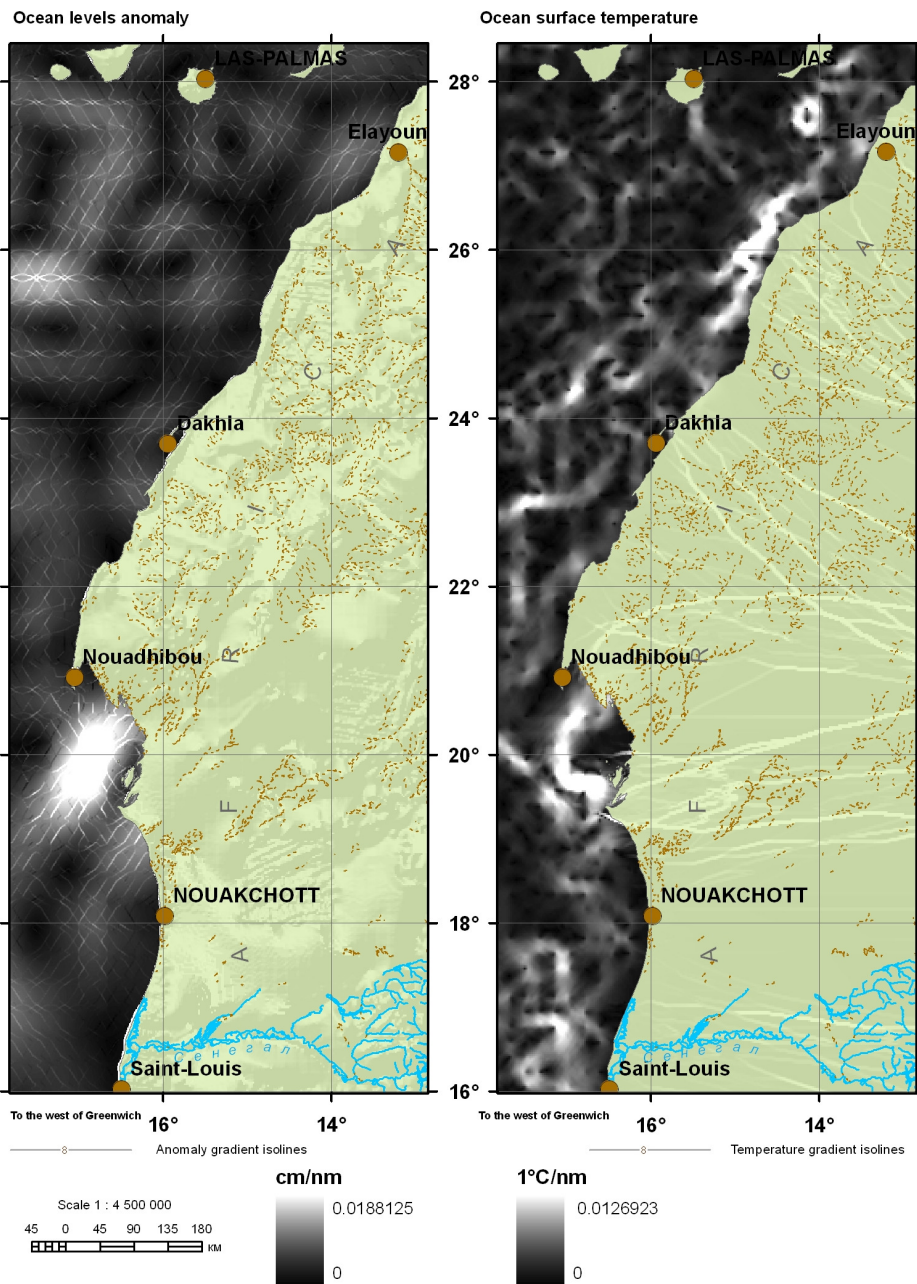 Ocean levels anomaly
Ocean surface temperature
LAS-PALMAS
LAS-PALMAS
28°
Elayoun
Elayoun
A
A
26°
C
C
24°
Dakhla
Dakhla
I
I
22°
Nouadhibou
R
Nouadhibou
R
20°
F
F
NOUAKCHOTT
NOUAKCHOTT
18°
A
A
Сенегал
Сенегал
Saint-Louis
Saint-Louis
16°
To the west of Greenwich
16°
14°
To the west of Greenwich
16°
14°
8 Anomaly gradient isolines
8 Temperature gradient isolines
cm/nm
1°C/nm
Scale 1 : 4 500 000
0.0188125
0.0126923
45 0 45 90 135 180
км
0
0